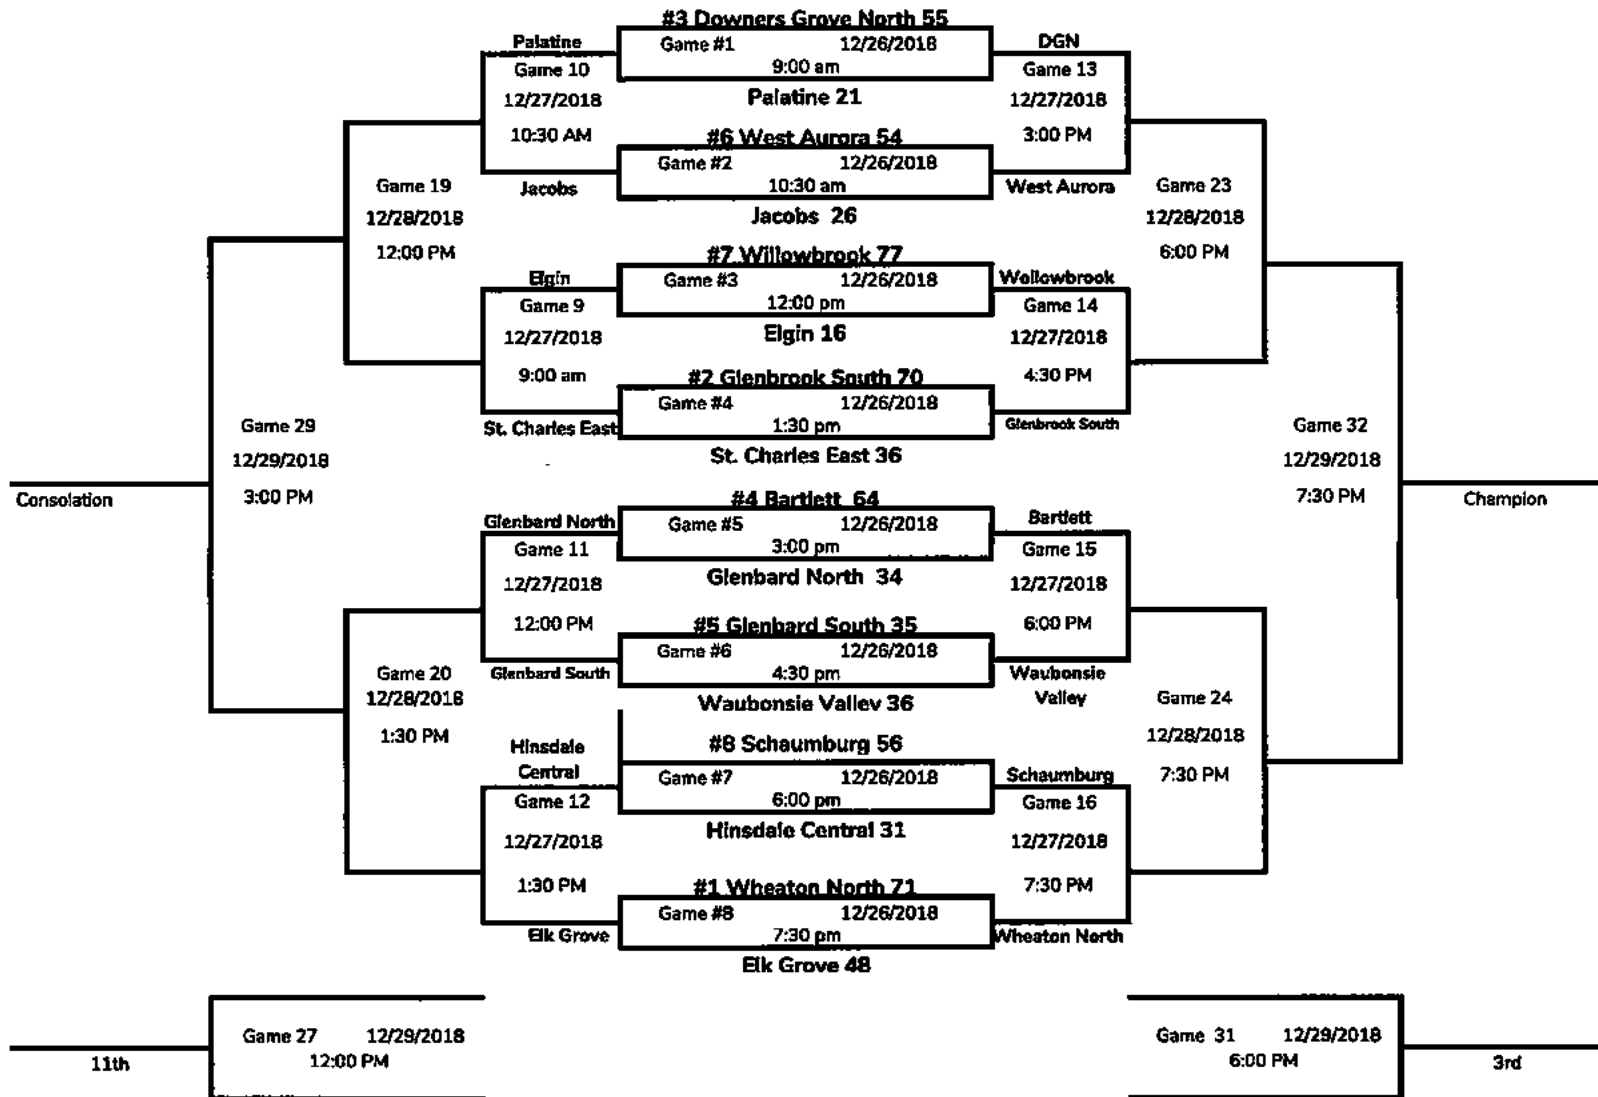 #3 Downers Grove North 55
Palatine
Game #1 12/26/2018
DGN
9:00 am
Game 10
Game 13
12/27/2018
Palatine 21
12/27/2018
10:30 AM
#6 West Aurora 54
3:00 PM
Game #2 12/26/2018
Jacobs
10:30 am
West Aurora
Game 19
Game 23
12/28/2018
Jacobs 26
12/28/2018
12:00 PM
#7 Willowbrook 77
6:00 PM
Elgin
Game #3 12/26/2018
Wollowbrook
12:00 pm
Game 9
Game 14
12/27/2018
Elgin 16
12/27/2018
9:00 am
#2 Glenbrook South 70
4:30 PM
Game #4 12/26/2018
St. Charles East
1:30 pm
Glenbrook South
Game 29
Game 32
12/29/2018
St. Charles East 36
12/29/2018
3:00 PM
7:30 PM
Consolation
#4 Bartlett 64
Champion
Glenbard North
Game #5 12/26/2018
Bartlett
3:00 pm
Game 11
Game 15
12/27/2018
Glenbard North 34
12/27/2018
12:00 PM
#5 Glenbard South 35
6:00 PM
Game #6 12/26/2018
Glenbard South
4:30 pm
Waubonsie
Valley
Game 20
Game 24
12/28/2018
Waubonsie Valley 36
12/28/2018
1:30 PM
7:30 PM
Hinsdale
Central
#8 Schaumburg 56
Game #7 12/26/2018
Schaumburg
6:00 pm
Game 12
Game 16
12/27/2018
Hinsdale Central 31
12/27/2018
1:30 PM
#1 Wheaton North 71
7:30 PM
Game #8 12/26/2018
Elk Grove
7:30 pm
Wheaton North
Elk Grove 48
Game 27 12/29/2018
12:00 PM
11th
Game 31 12/29/2018
6:00 PM
3rd